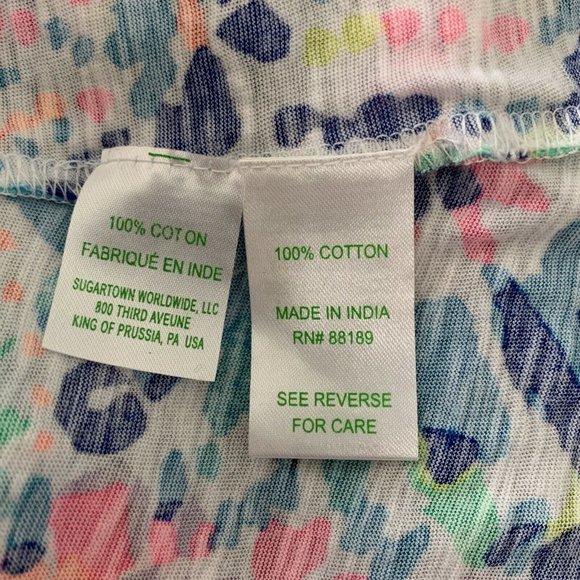 100% COT ON
FABRIQUÉ EN INDE
SUGARTOWN WORLDWIDE, LLC
800 THIRD AVEUNE
KING OF PRUSSIA, PA USA
100% COTTON
MADE IN INDIA
RN# 88189
SEE REVERSE
FOR CARE